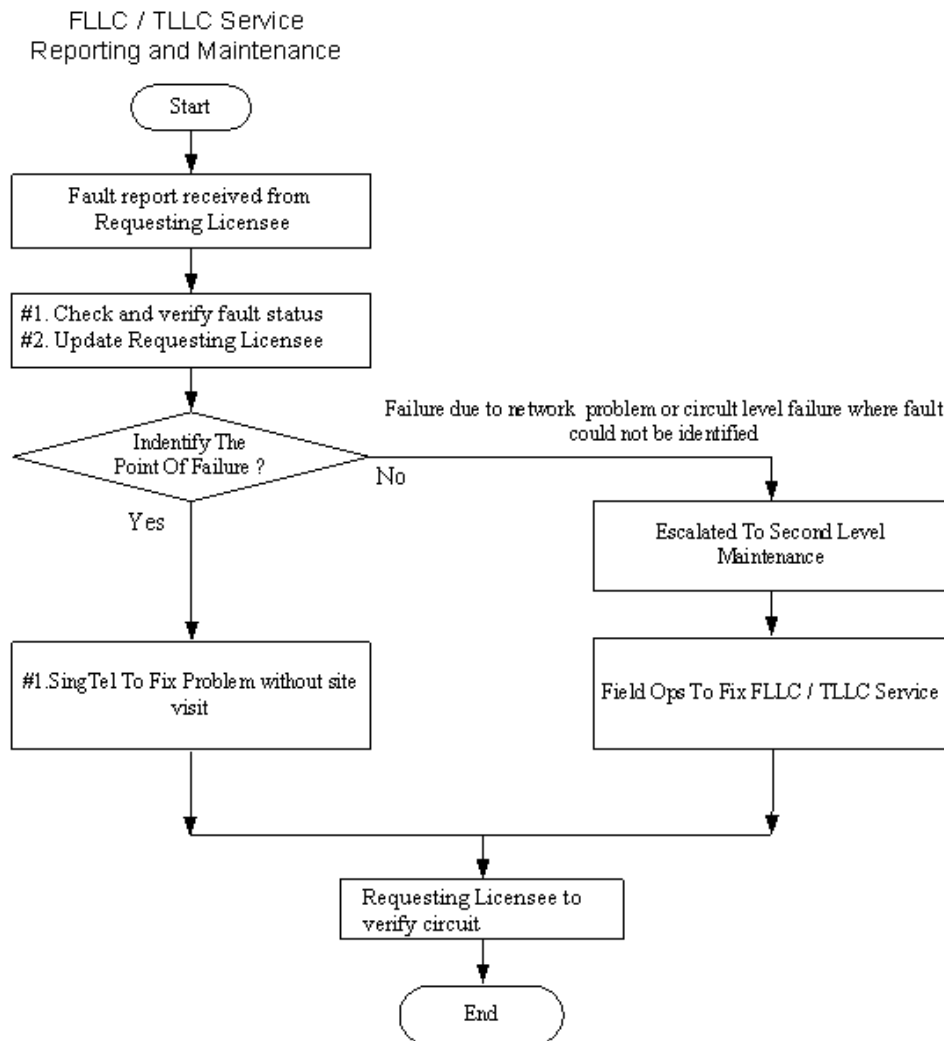 FLLC / TLLC Service
Reporting and Maintenance
Start
Fault report received from
Requesting Licensee
#1. Check and verify fault status
#2. Update Requesting Licensee
Failure due to network problem or circult level failure where fault
could not be identified
Indentify The
Point Of Failure ?
No
Yes
Escalated To Second Level
Maintenance
#1.SingTel To Fix Problem without site
visit
Field Ops To Fix FLLC / TLLC Service
Requesting Licensee to
verify circuit
End